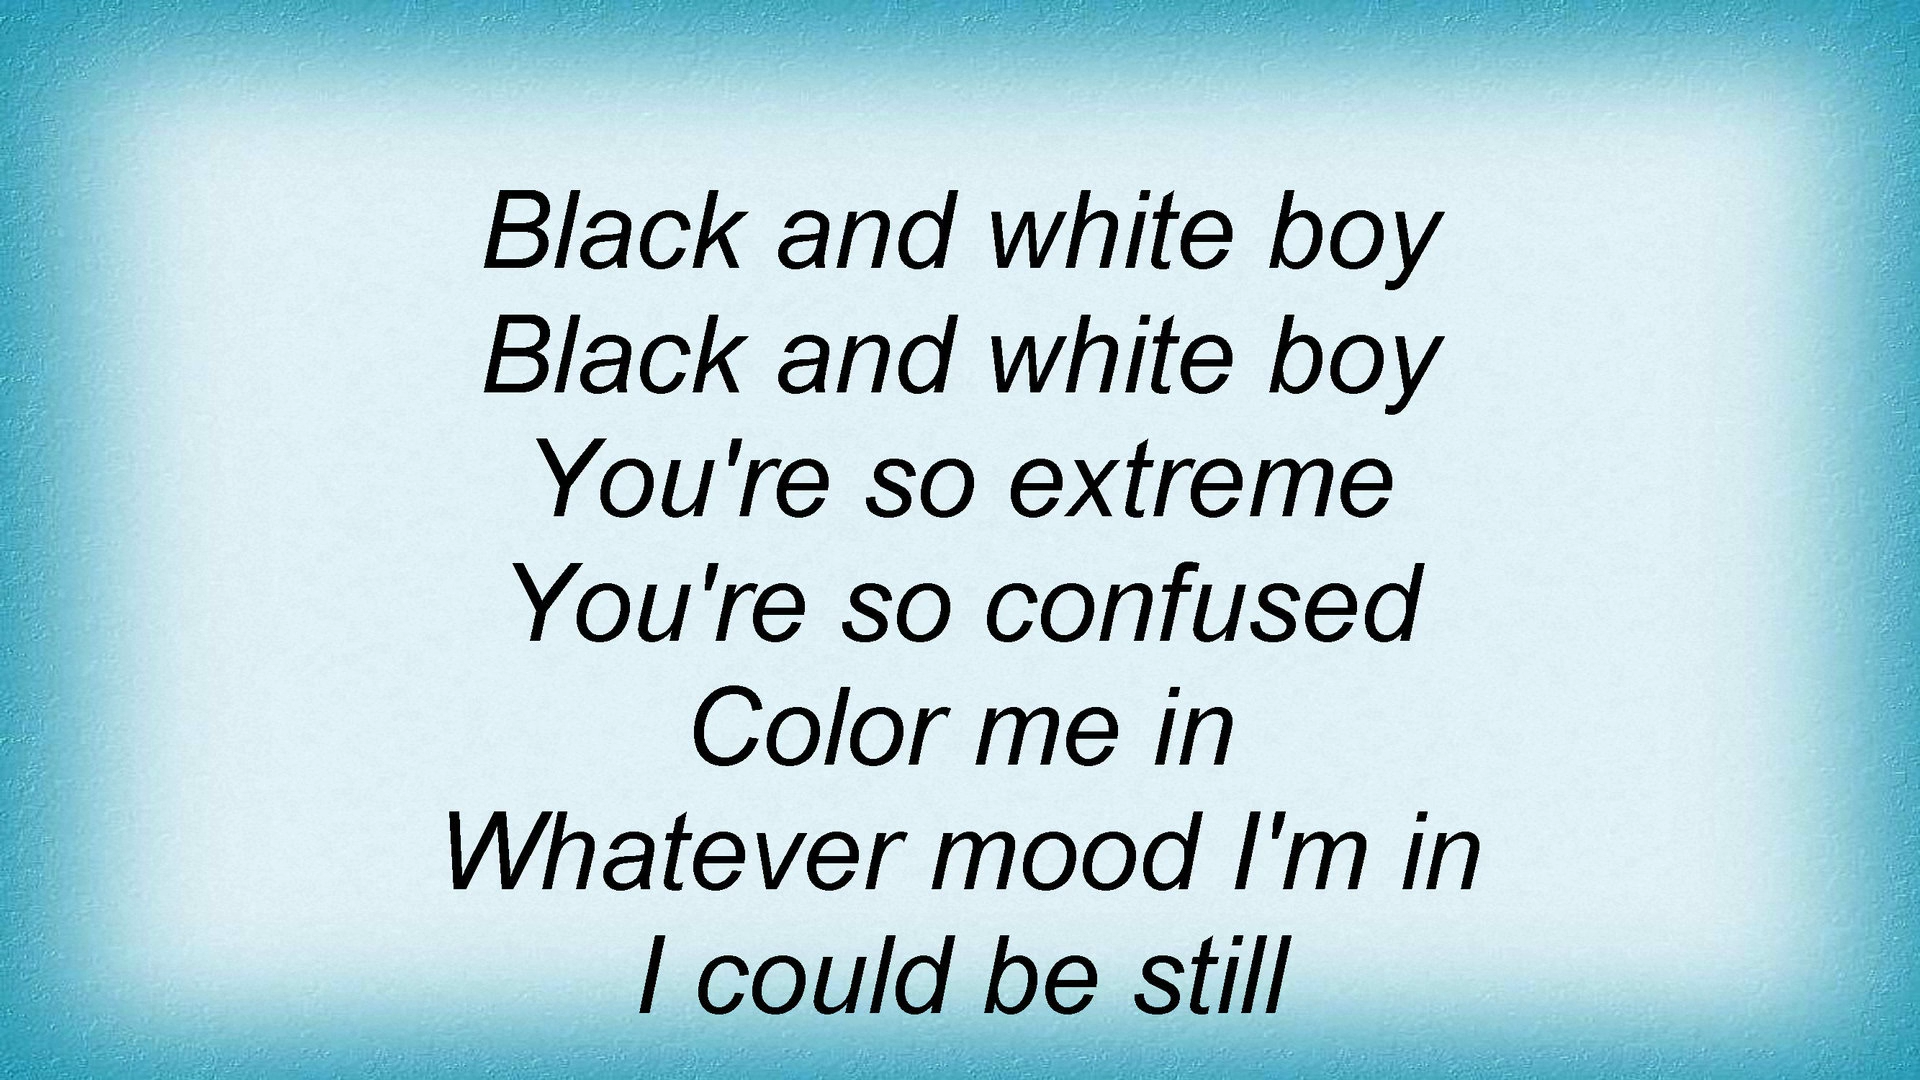 Black and white boy
Black and white boy
You're so extreme
You're so confused
Color me in
Whatever mood I'm in
I could be still